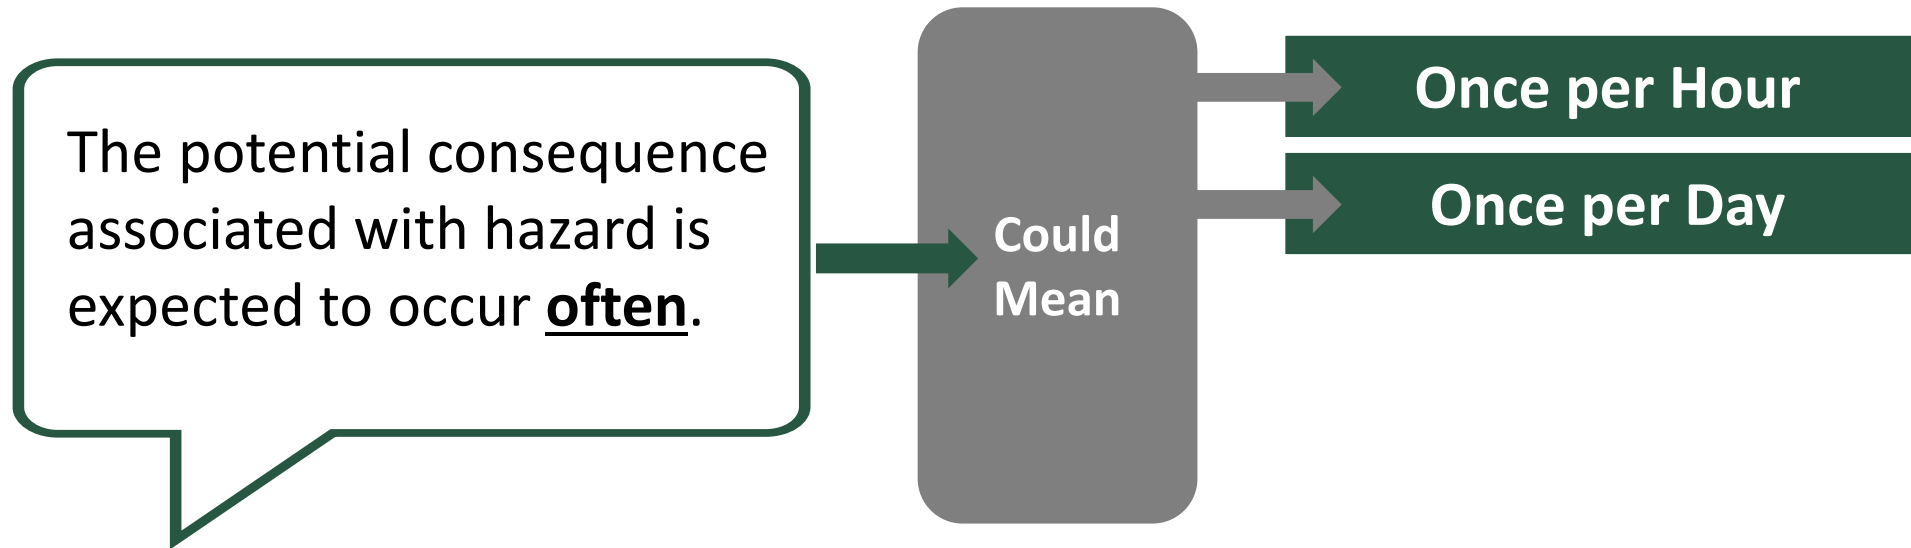 The potential consequence
associated with hazard is
expected to occur often.
Could
Mean
Once per Hour
Once per Day